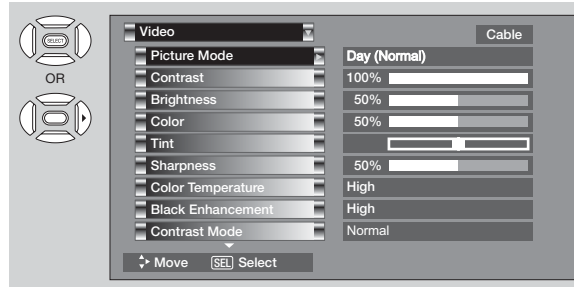 SELECT
OR
Video
Cable
Picture Mode Day (Normal)
Contrast 100%
Brightness 50%
Color 50%
Tint
Sharpness 50%
Color Temperature High
Black Enhancement High
Contrast Mode Normal
Move SEL Select